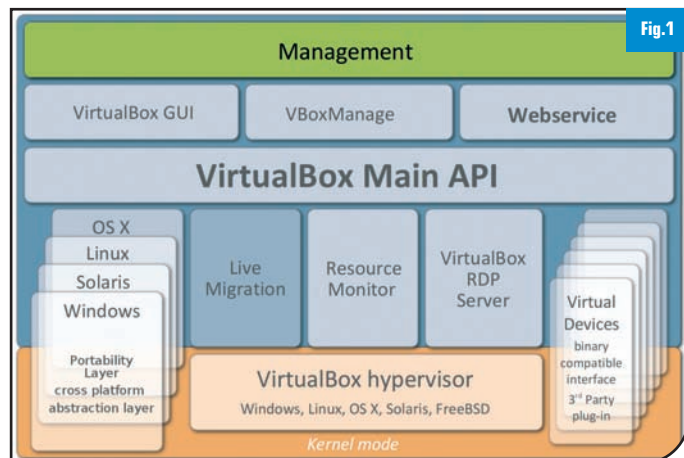 Fig.1
Management
VirtualBox GUI
VBoxManage
Webservice
VirtualBox Main API
OS X
Linux
Solaris
Windows
Portability
Layer
cross platform
abstraction layer
Live
Migration
Resource
Monitor
VirtualBox
RDP
Server
Virtual
Devices
binary
compatible
interface
3rd Party
plug-in
VirtualBox hypervisor
Windows, Linux, OS X, Solaris, FreeBSD
Kernel mode